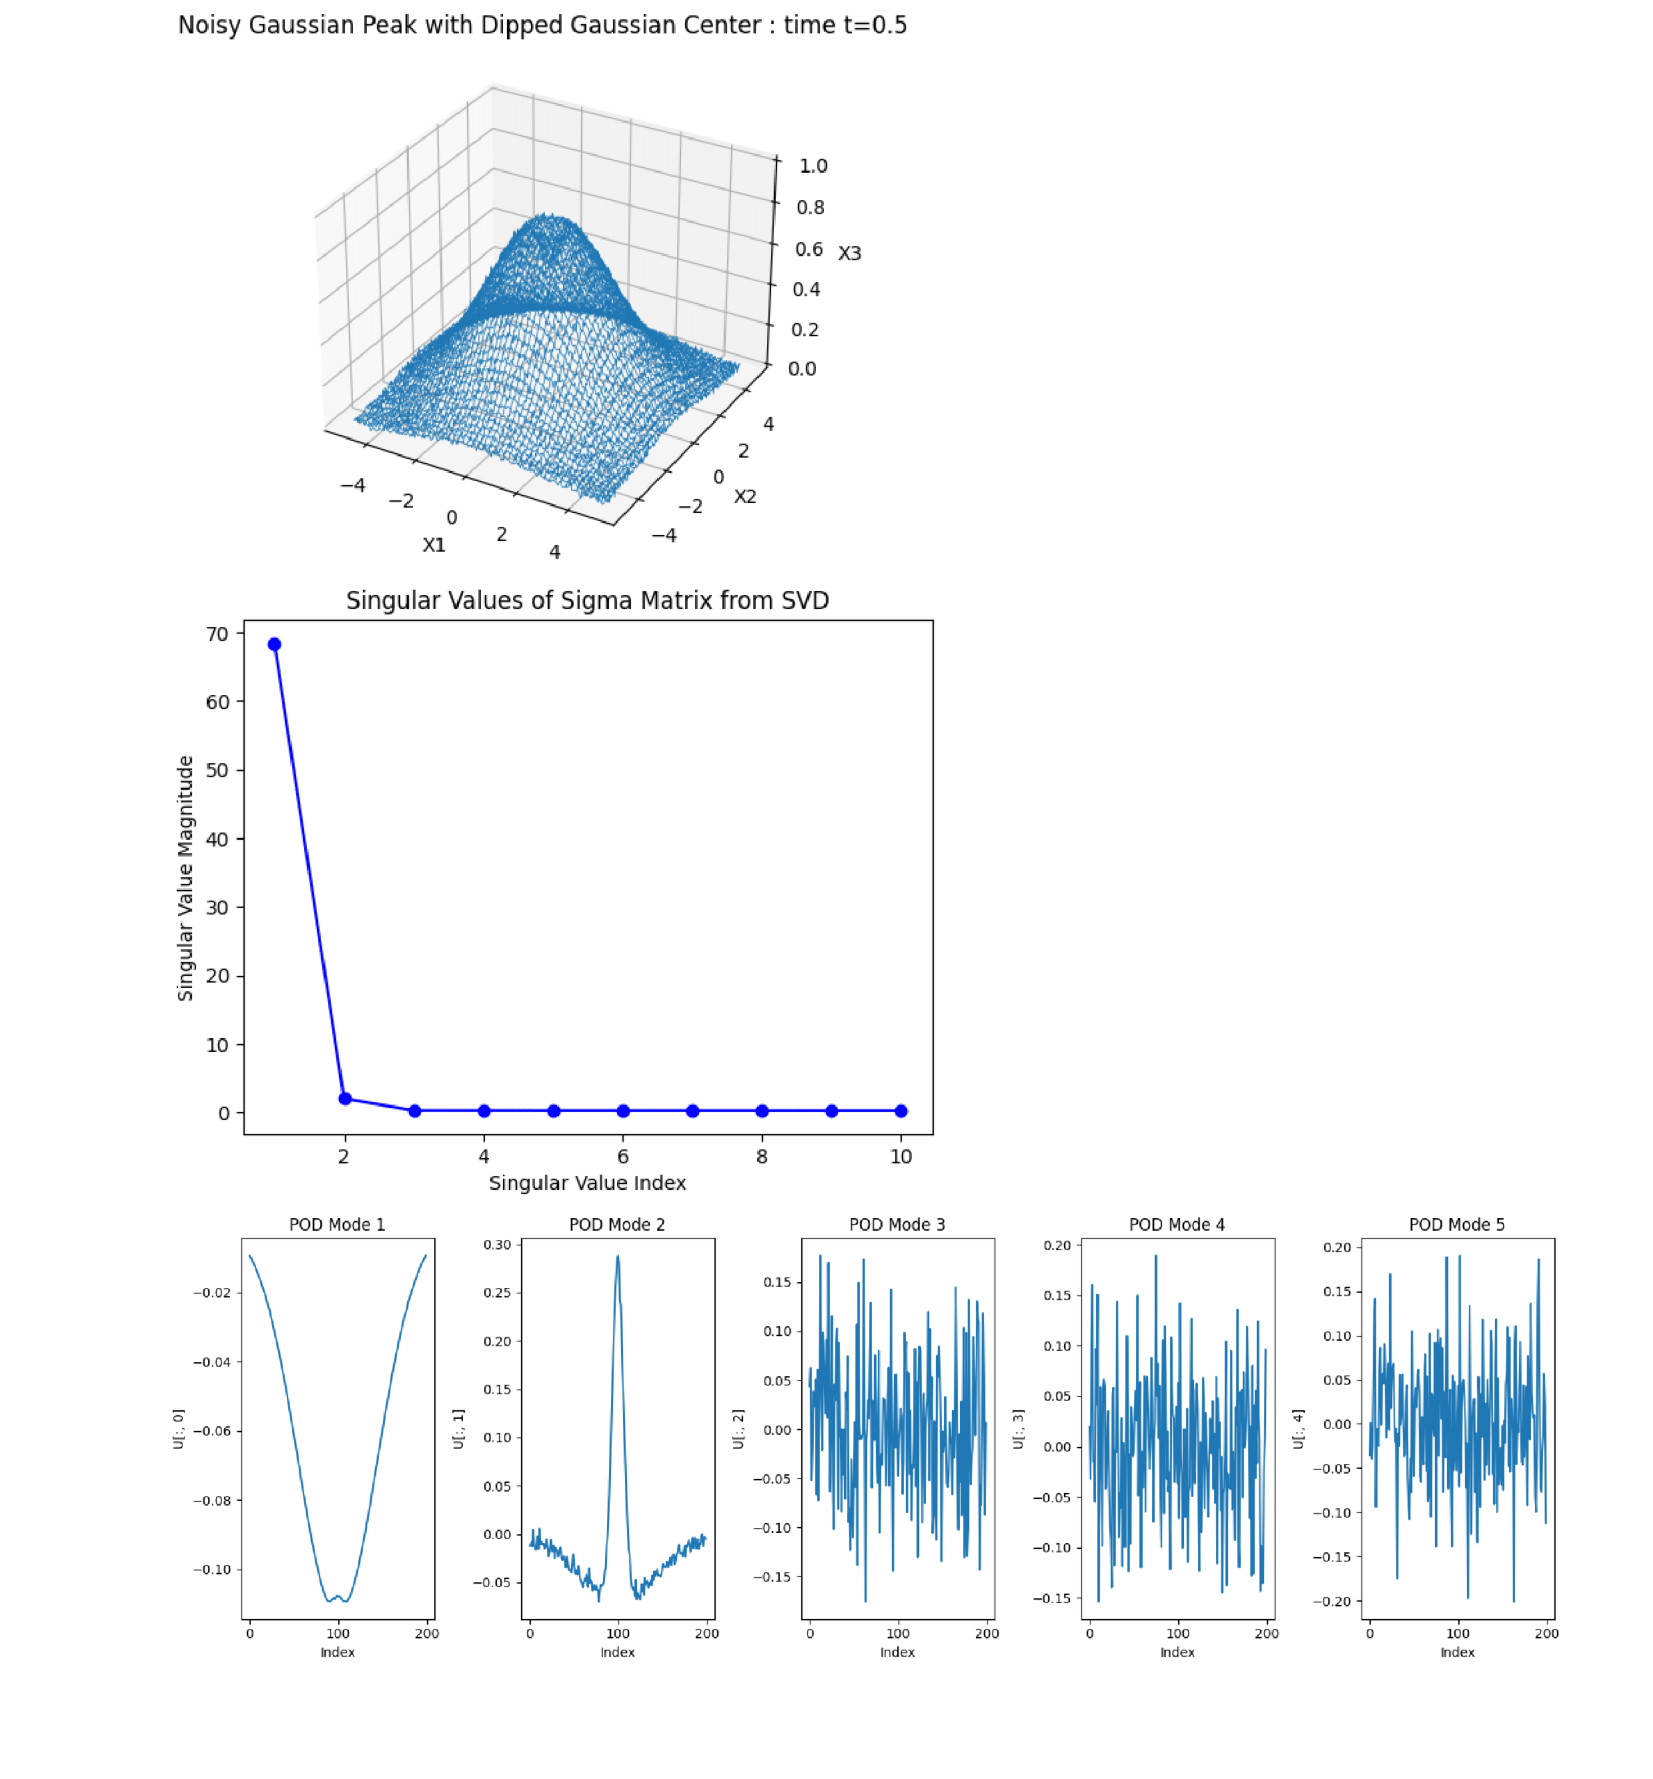 Noisy Gaussian Peak with Dipped Gaussian Center : time t=0.5
1.0
0.8
0.6
X3
0.4
0.2
0.0
−4
−2
0
2
4
X1
4
2
0
X2
−2
−4
Singular Values of Sigma Matrix from SVD
70
60
50
40
30
20
10
0
Singular Value Magnitude
2 4 6 8 10
Singular Value Index
POD Mode 1
−0.02
−0.04
−0.06
−0.08
−0.10
U[:, 0]
0 100 200
Index
POD Mode 2
0.30
0.25
0.20
0.15
0.10
0.05
0.00
−0.05
U[:, 1]
0 100 200
Index
POD Mode 3
0.15
0.10
0.05
0.00
−0.05
−0.10
−0.15
U[:, 2]
0 100 200
Index
POD Mode 4
0.20
0.15
0.10
0.05
0.00
−0.05
−0.10
−0.15
U[:, 3]
0 100 200
Index
POD Mode 5
0.20
0.15
0.10
0.05
0.00
−0.05
−0.10
−0.15
−0.20
U[:, 4]
0 100 200
Index